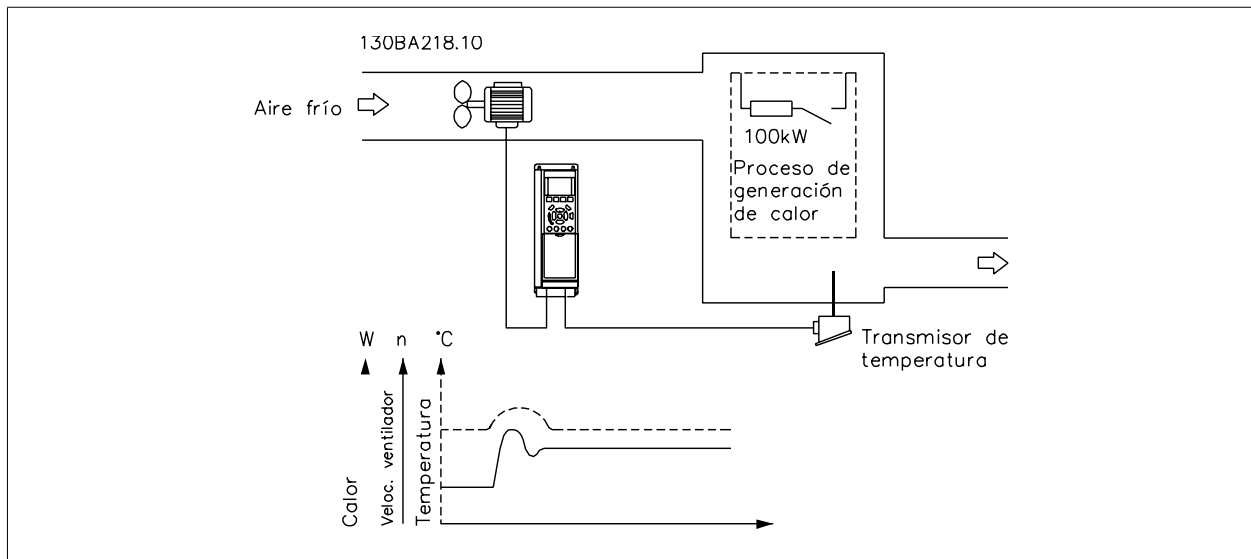 130BA218.10
Aire frío
100kW
Proceso de
generación
de calor
Transmisor de
temperatura
W n °C
Calor
Veloc. ventilador
Temperatura